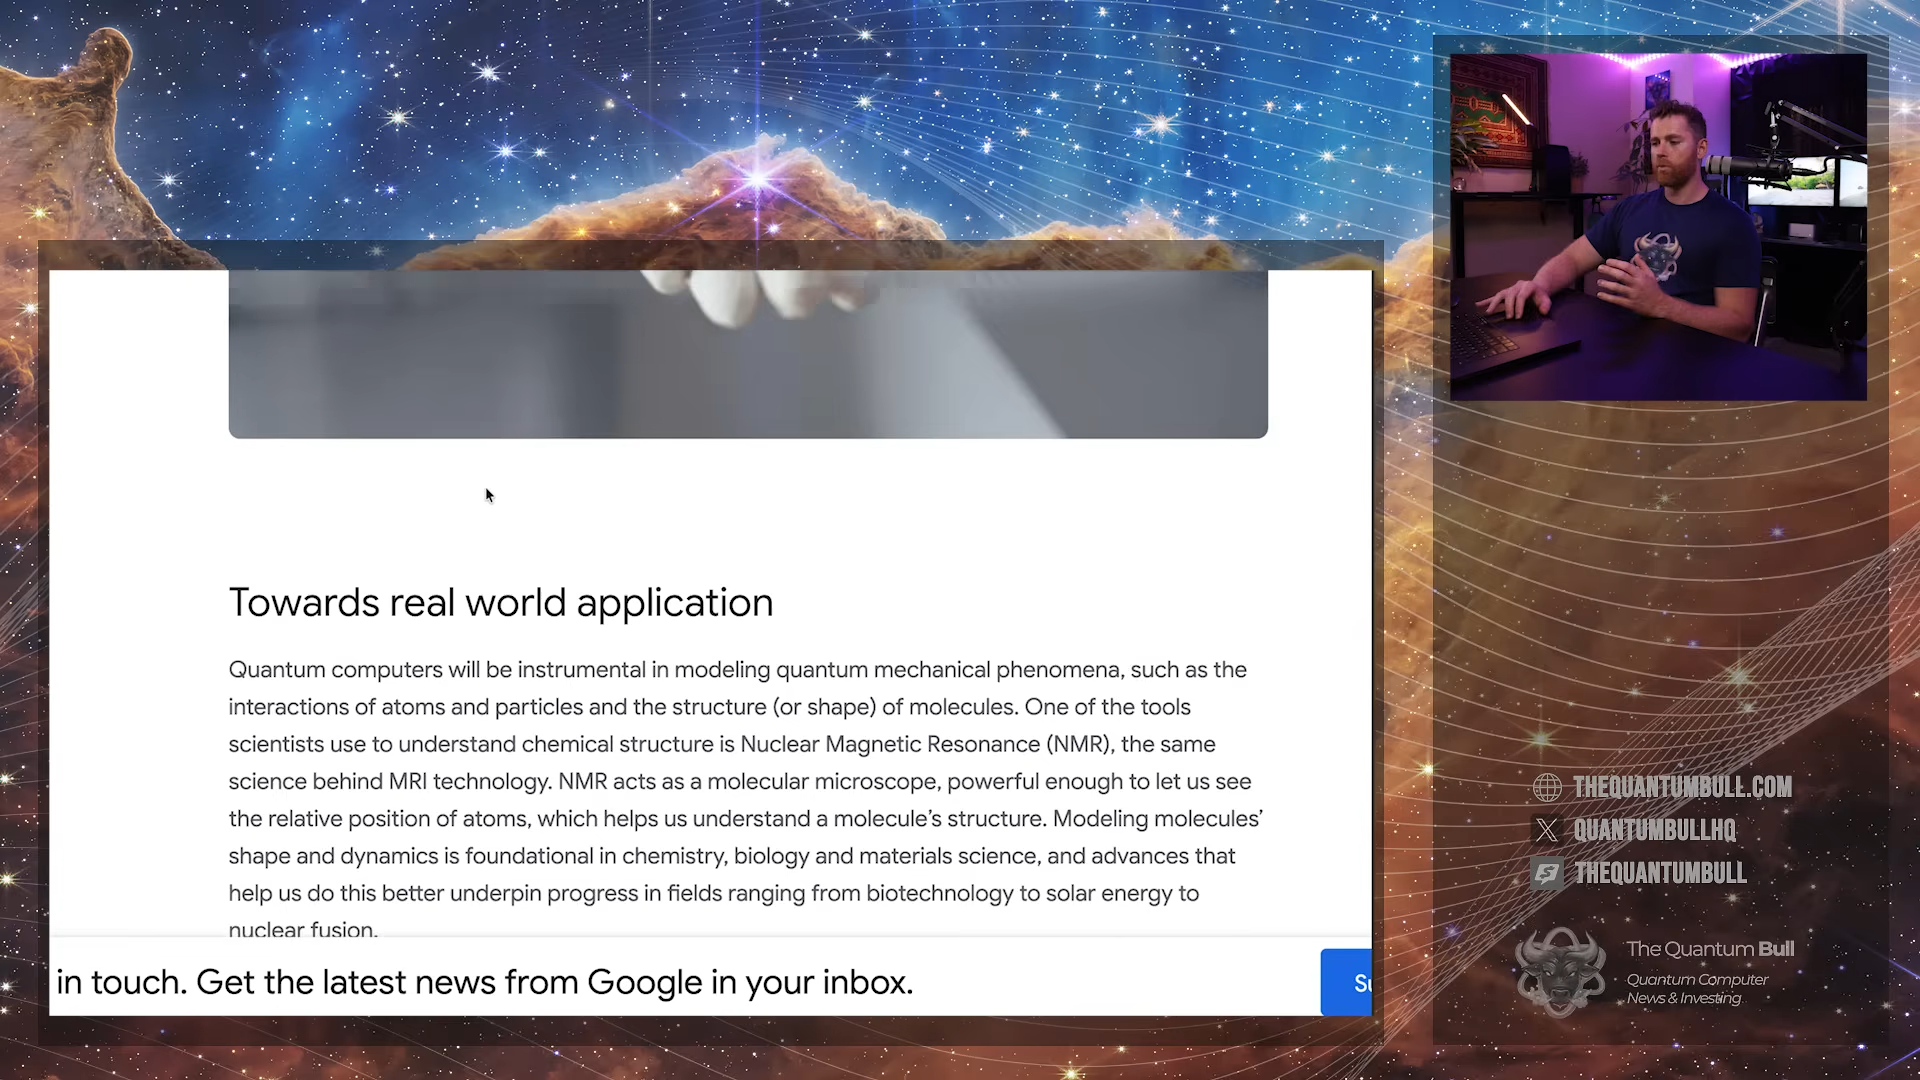 Towards real world application
Quantum computers will be instrumental in modeling quantum mechanical phenomena, such as the
interactions of atoms and particles and the structure (or shape) of molecules. One of the tools
scientists use to understand chemical structure is Nuclear Magnetic Resonance (NMR), the same
science behind MRI technology. NMR acts as a molecular microscope, powerful enough to let us see
the relative position of atoms, which helps us understand a molecule’s structure. Modeling molecules’
shape and dynamics is foundational in chemistry, biology and materials science, and advances that
help us do this better underpin progress in fields ranging from biotechnology to solar energy to
nuclear fusion.
in touch. Get the latest news from Google in your inbox.
Su
THEQUANTUMBULL.COM
QUANTUMBULLHQ
THEQUANTUMBULL
The Quantum Bull
Quantum Computer
News & Investing